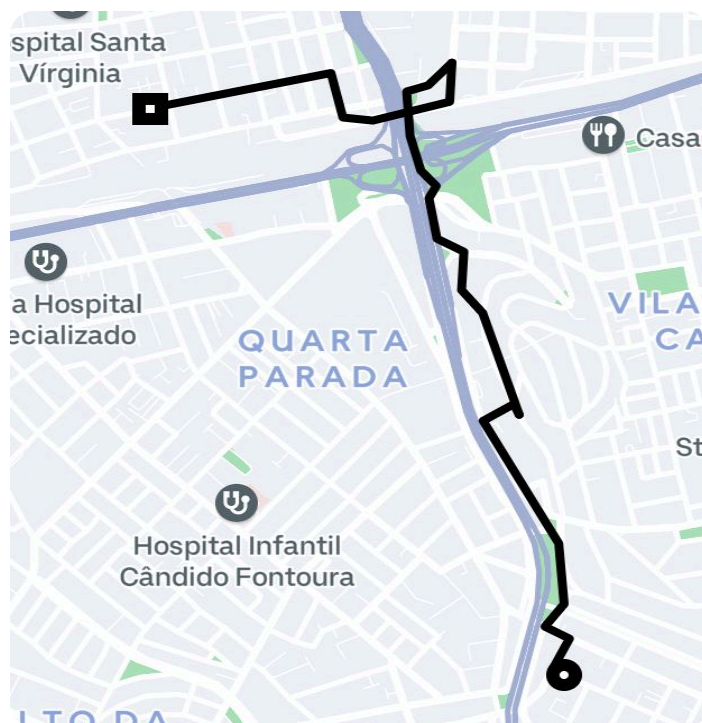 spital Santa
Vírginia
Casa
a Hospital
ecializado
VILA
CA
QUARTA
PARADA
St
Hospital Infantil
Cândido Fontoura
LTO DA